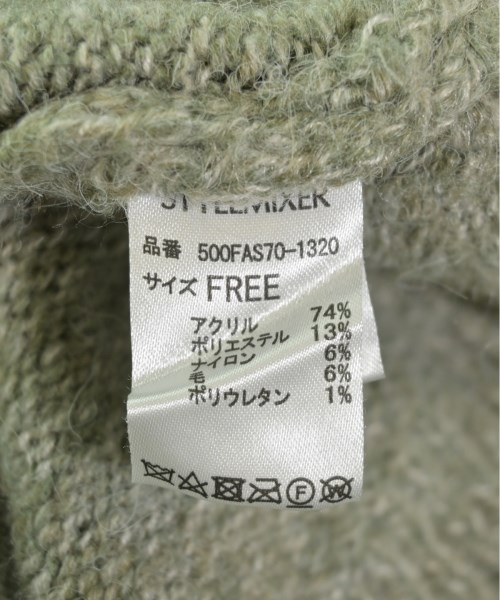 STYLEMIXER
品番 500FAS70-1320
サイズ FREE
アクリル 74%
ポリエステル 13%
ナイロン 6%
毛 6%
ポリウレタン 1%
F W